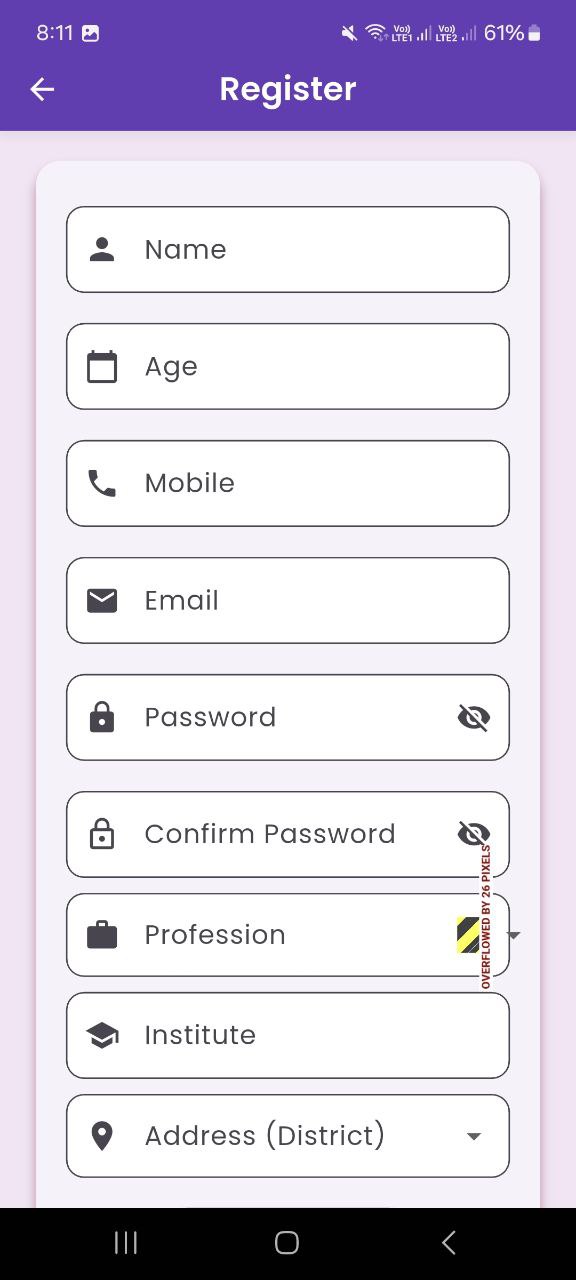 8:11 Vo)) LTE1 Vo)) LTE2 61%
Register
Name
Age
Mobile
Email
Password
Confirm Password
OVERFLOWED BY 26 PIXELS
Profession
Institute
Address (District)